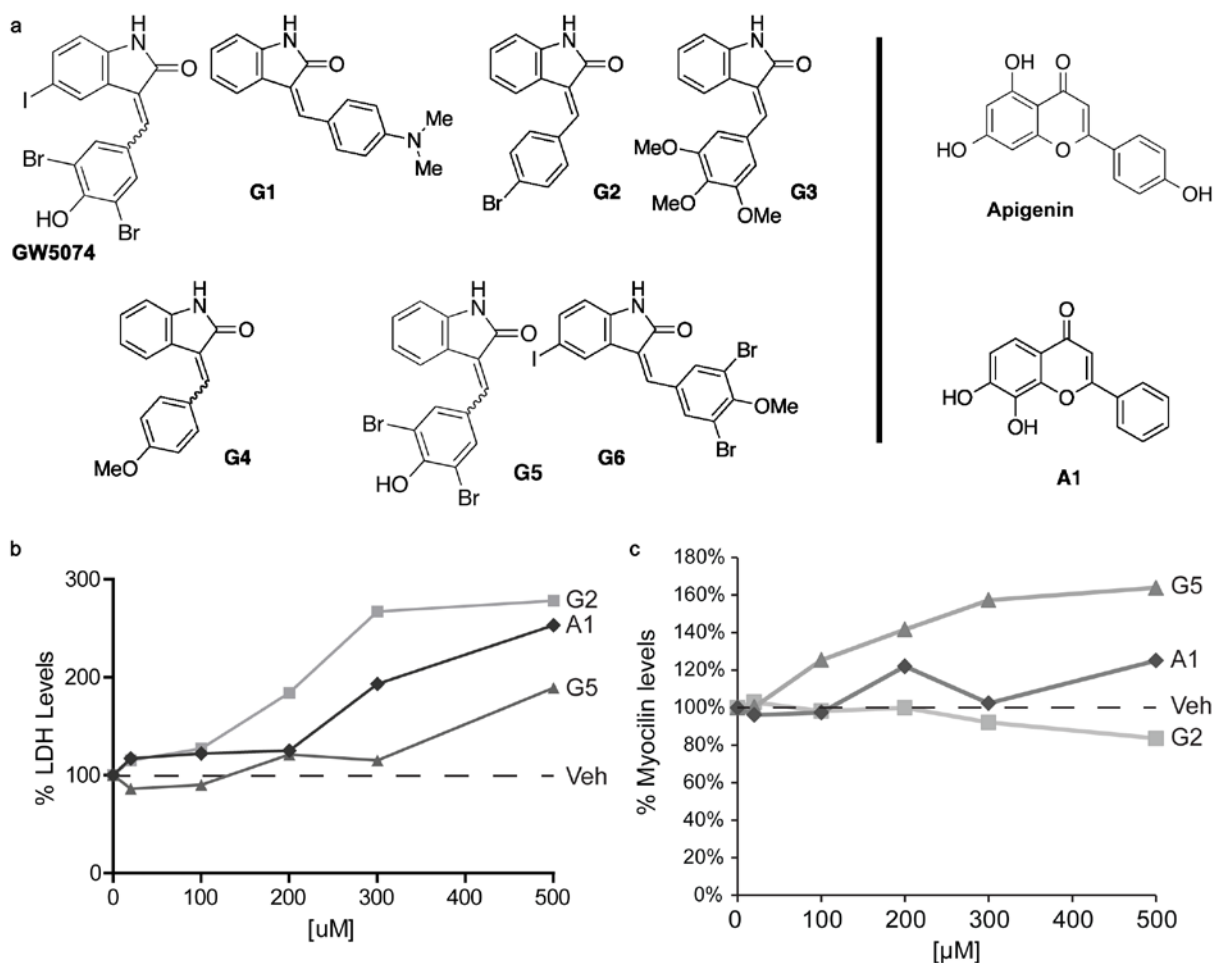 a
H
N
O
I
Br
HO
Br
GW5074
H
N
O
Me
N
Me
G1
H
N
O
Br
G2
H
N
O
MeO
MeO
OMe
G3
OH
O
HO
O
OH
Apigenin
H
N
O
MeO
G4
H
N
O
Br
HO
Br
G5
H
N
O
I
Br
OMe
Br
G6
O
HO
O
OH
A1
b
% LDH Levels
300
200
100
0
0 100 200 300 400 500
[uM]
G2
A1
G5
Veh
c
% Myocilin levels
180%
160%
140%
120%
100%
80%
60%
40%
20%
0%
0 100 200 300 400 500
[µM]
G5
A1
Veh
G2